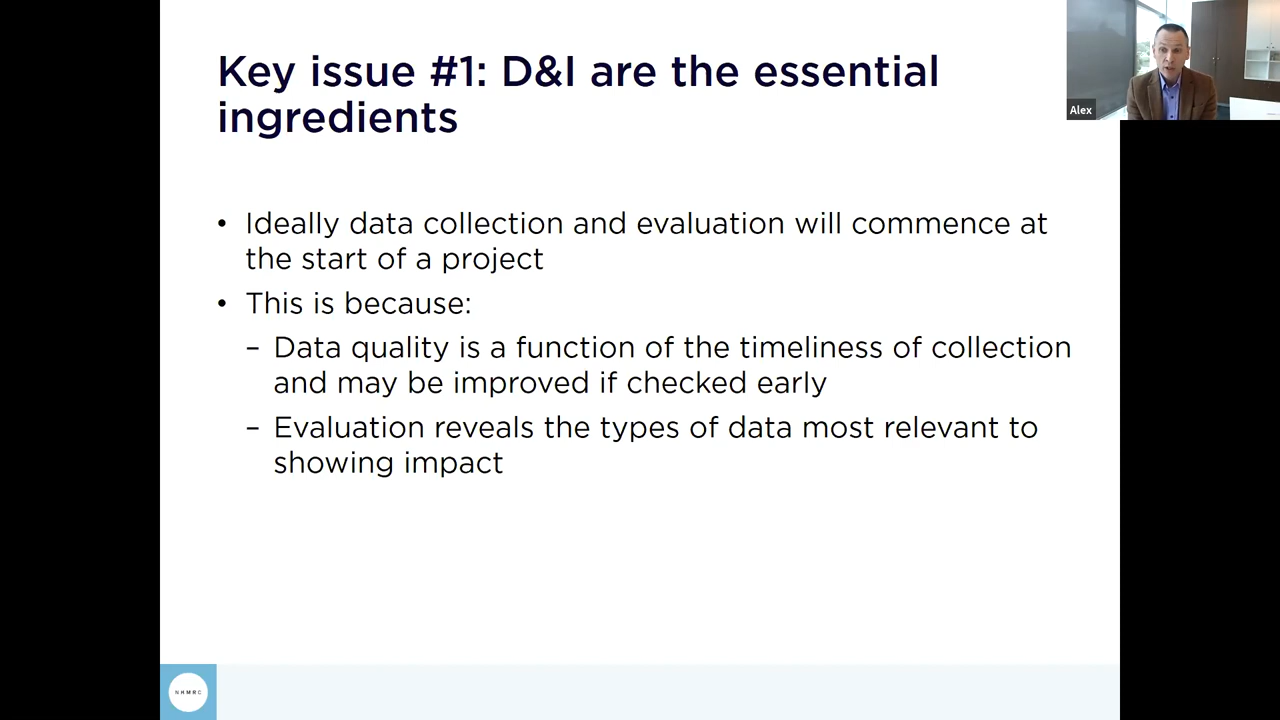 Key issue #1: D&I are the essential
ingredients
Alex
• Ideally data collection and evaluation will commence at
the start of a project
• This is because:
– Data quality is a function of the timeliness of collection
and may be improved if checked early
– Evaluation reveals the types of data most relevant to
showing impact
NHMRC